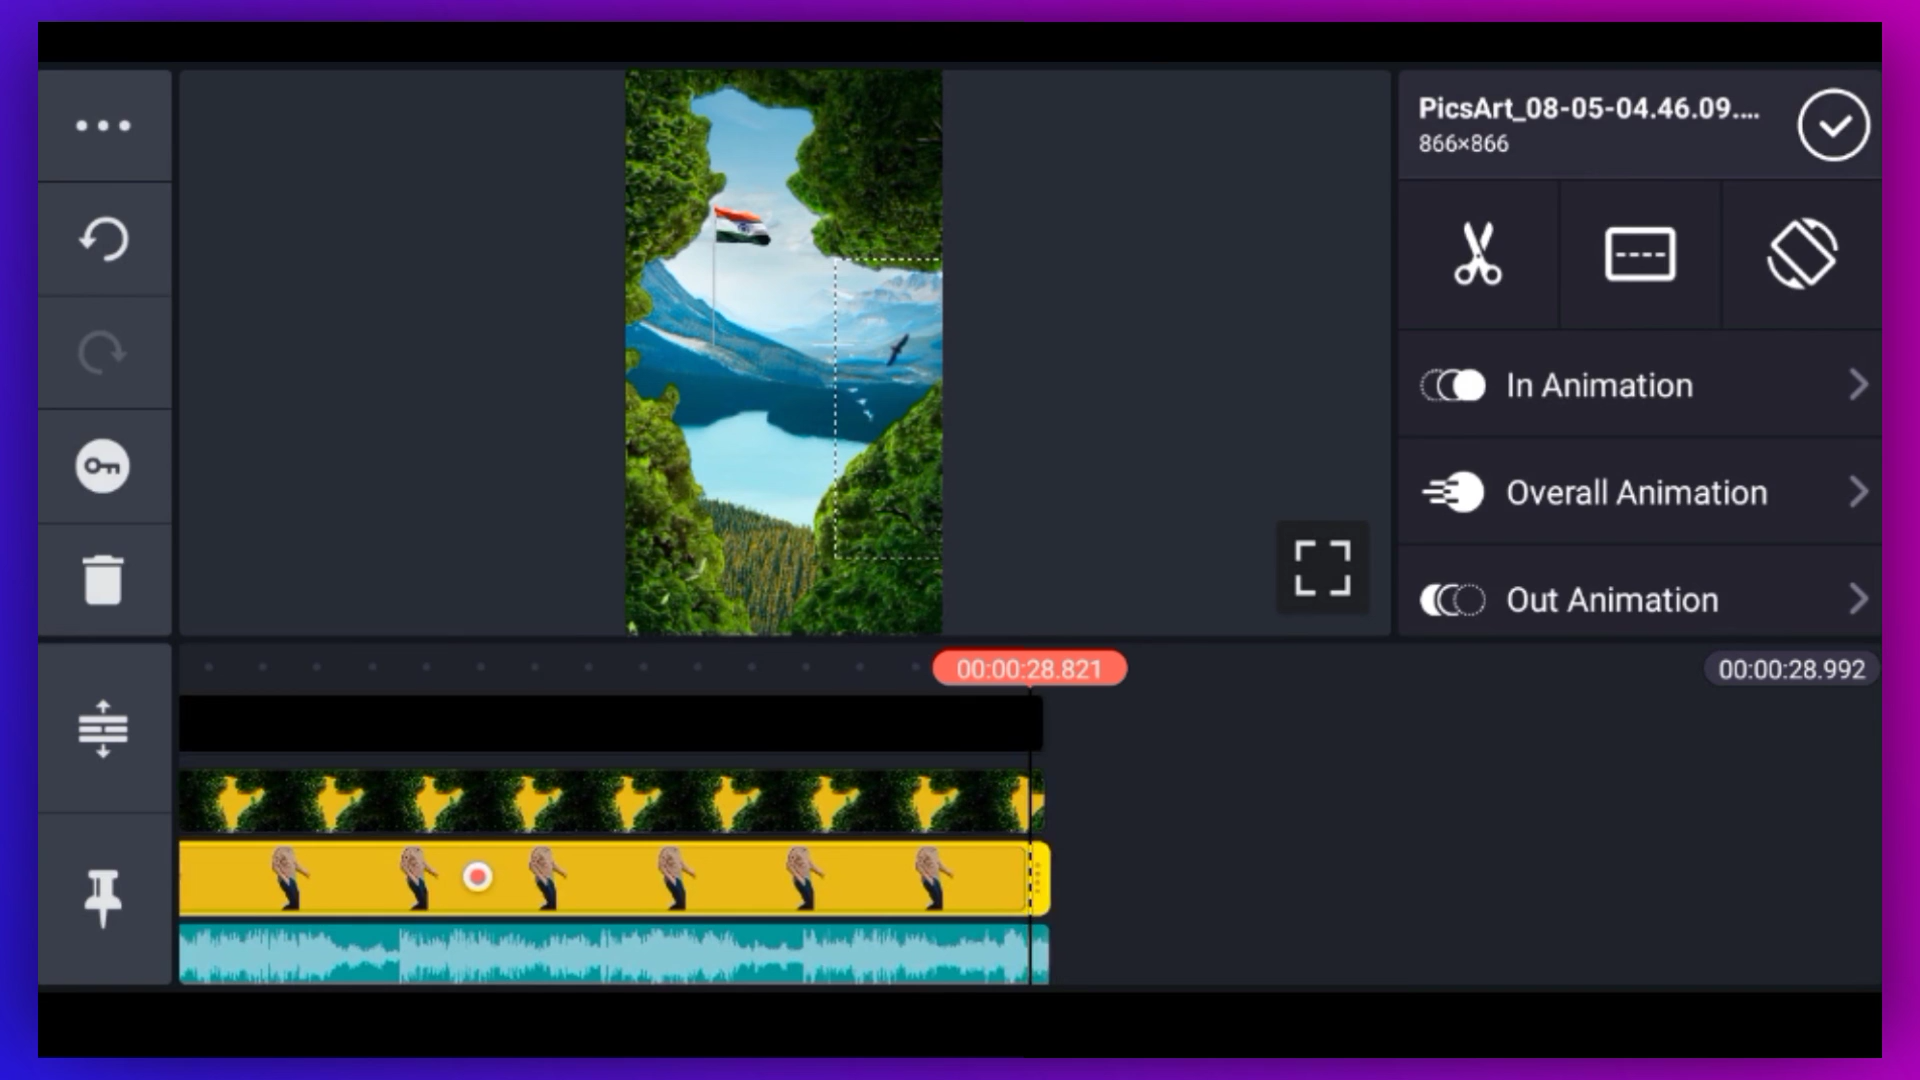 PicsArt_08-05-04.46.09....
866×866
In Animation
Overall Animation
Out Animation
00:00:28.821
00:00:28.992